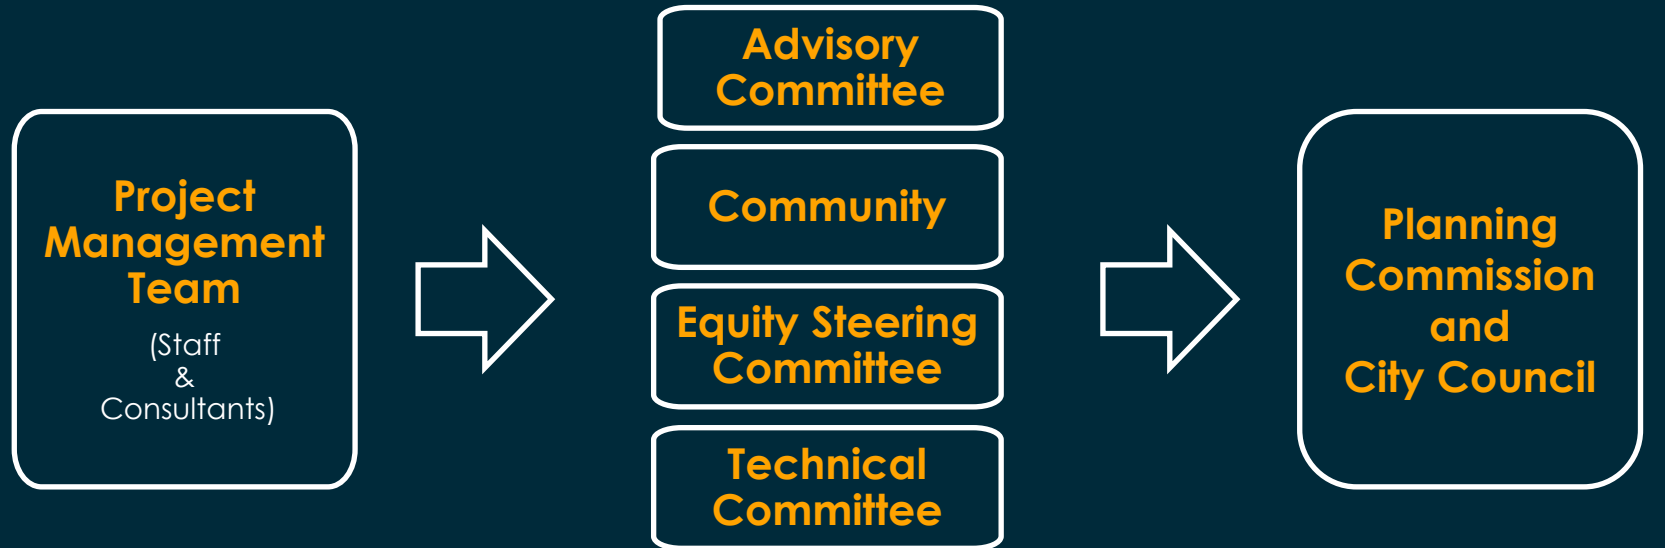 Project
Management
Team
(Staff
&
Consultants)
Advisory
Committee
Community
Equity Steering
Committee
Technical
Committee
Planning
Commission
and
City Council